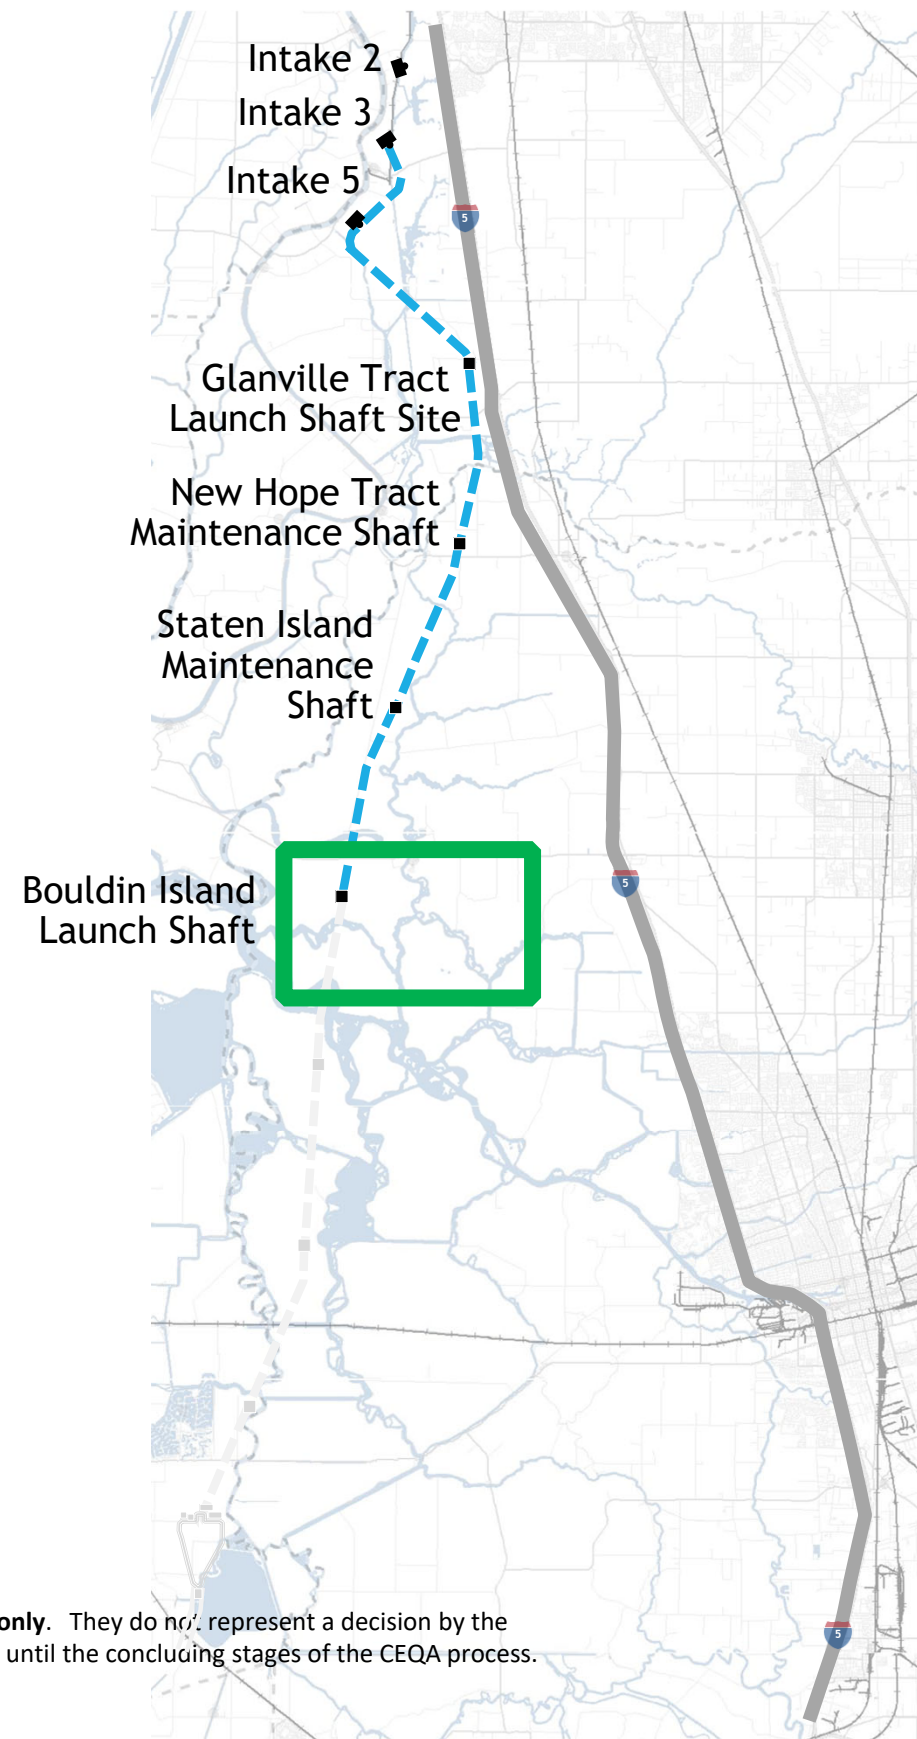 Intake 2
Intake 3
Intake 5
5
Glanville Tract
Launch Shaft Site
New Hope Tract
Maintenance Shaft
Staten Island
Maintenance
Shaft
5
Bouldin Island
Launch Shaft
5
only. They do not represent a decision by the
until the concluding stages of the CEQA process.